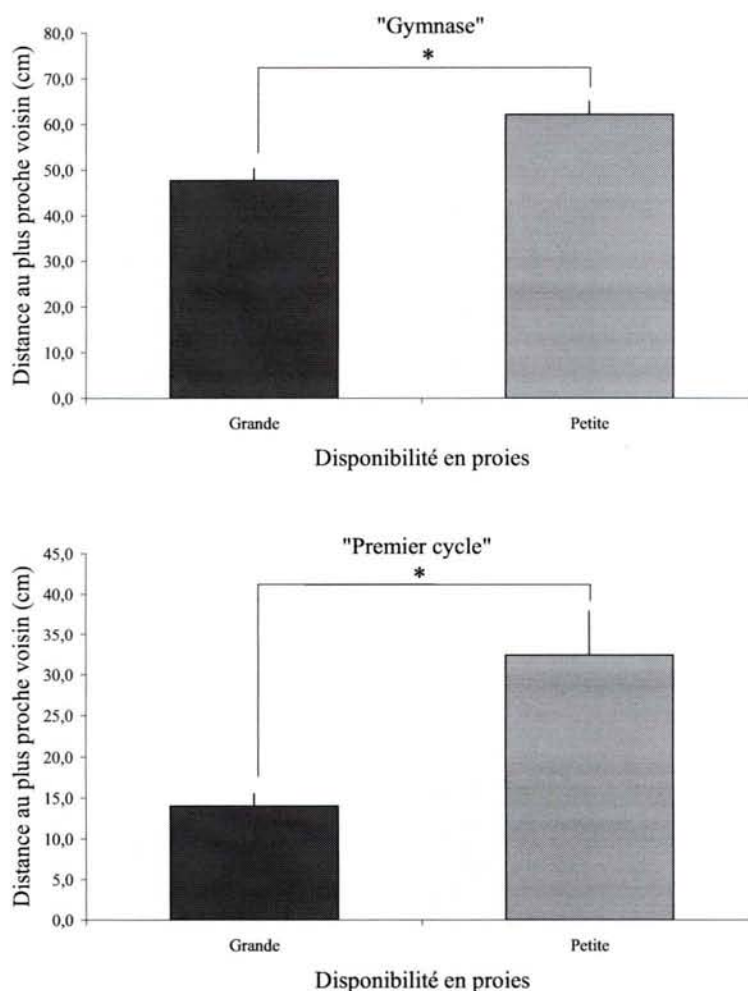 "Gymnase"
*
Distance au plus proche voisin (cm)
80,0
70,0
60,0
50,0
40,0
30,0
20,0
10,0
0,0
Grande
Petite
Disponibilité en proies
"Premier cycle"
*
Distance au plus proche voisin (cm)
45,0
40,0
35,0
30,0
25,0
20,0
15,0
10,0
5,0
0,0
Grande
Petite
Disponibilité en proies